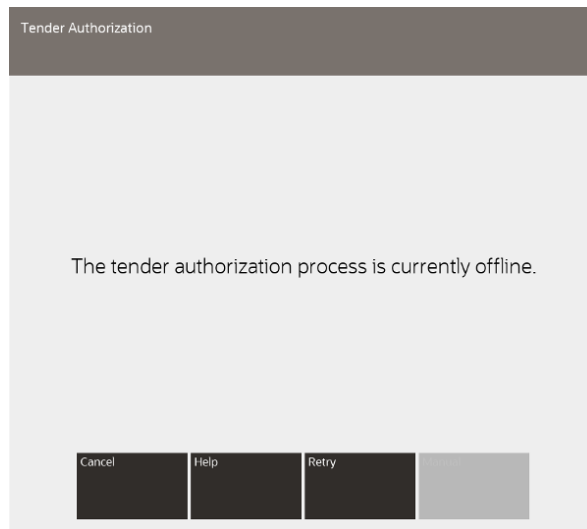 Tender Authorization
The tender authorization process is currently offline.
Cancel Help Retry